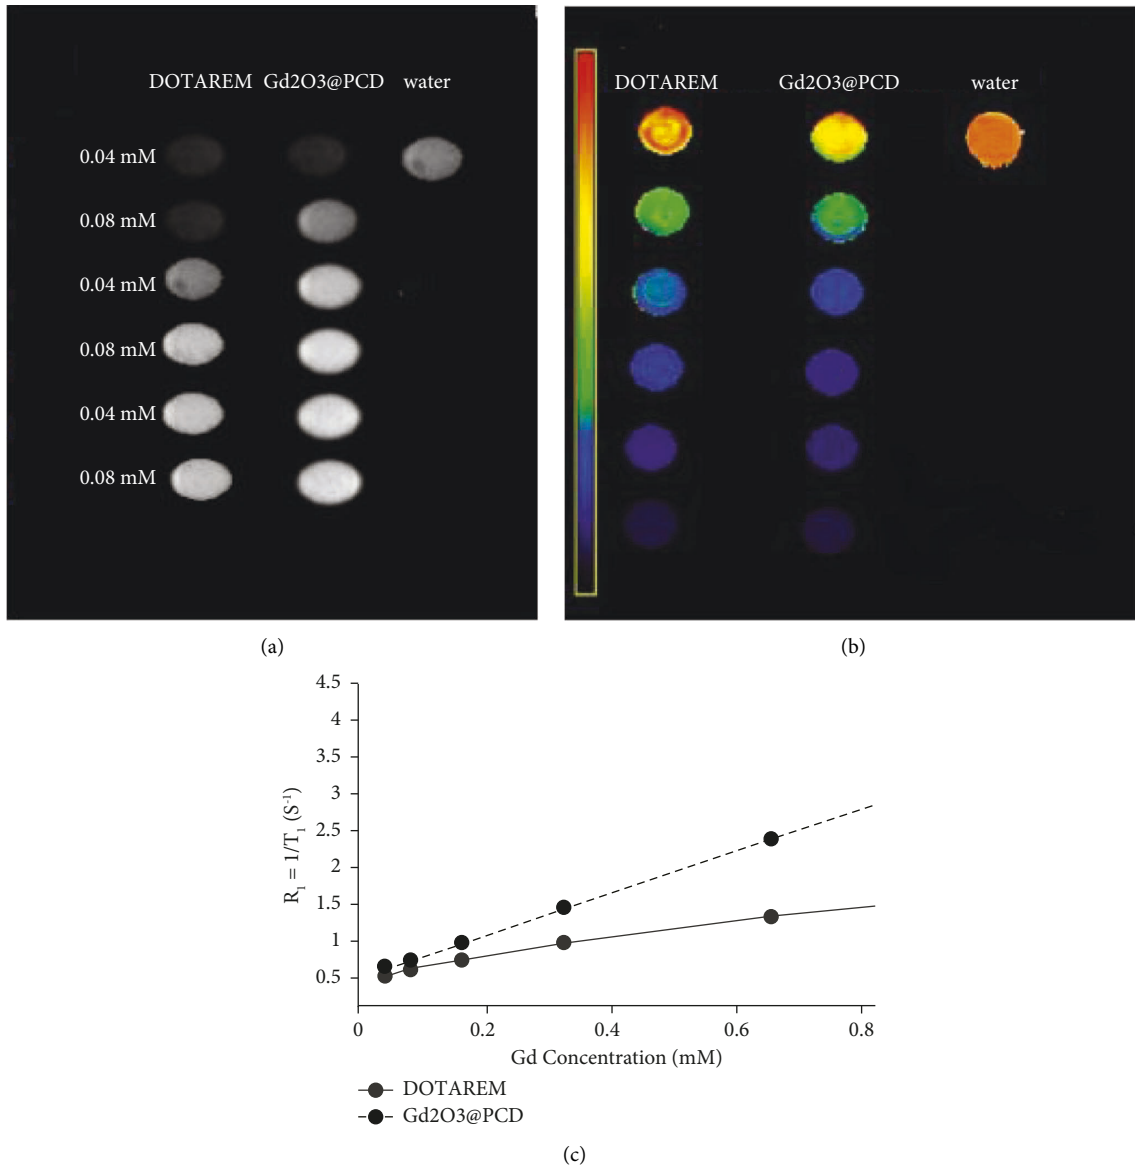 DOTAREM Gd2O3@PCD water
0.04 mM
0.08 mM
0.04 mM
0.08 mM
0.04 mM
0.08 mM
(a)
DOTAREM Gd2O3@PCD water
(b)
4.5
4
3.5
3
2.5
2
1.5
1
0.5
R₁ = 1/T₁ (S⁻¹)
0 0.2 0.4 0.6 0.8
Gd Concentration (mM)
DOTAREM
Gd2O3@PCD
(c)